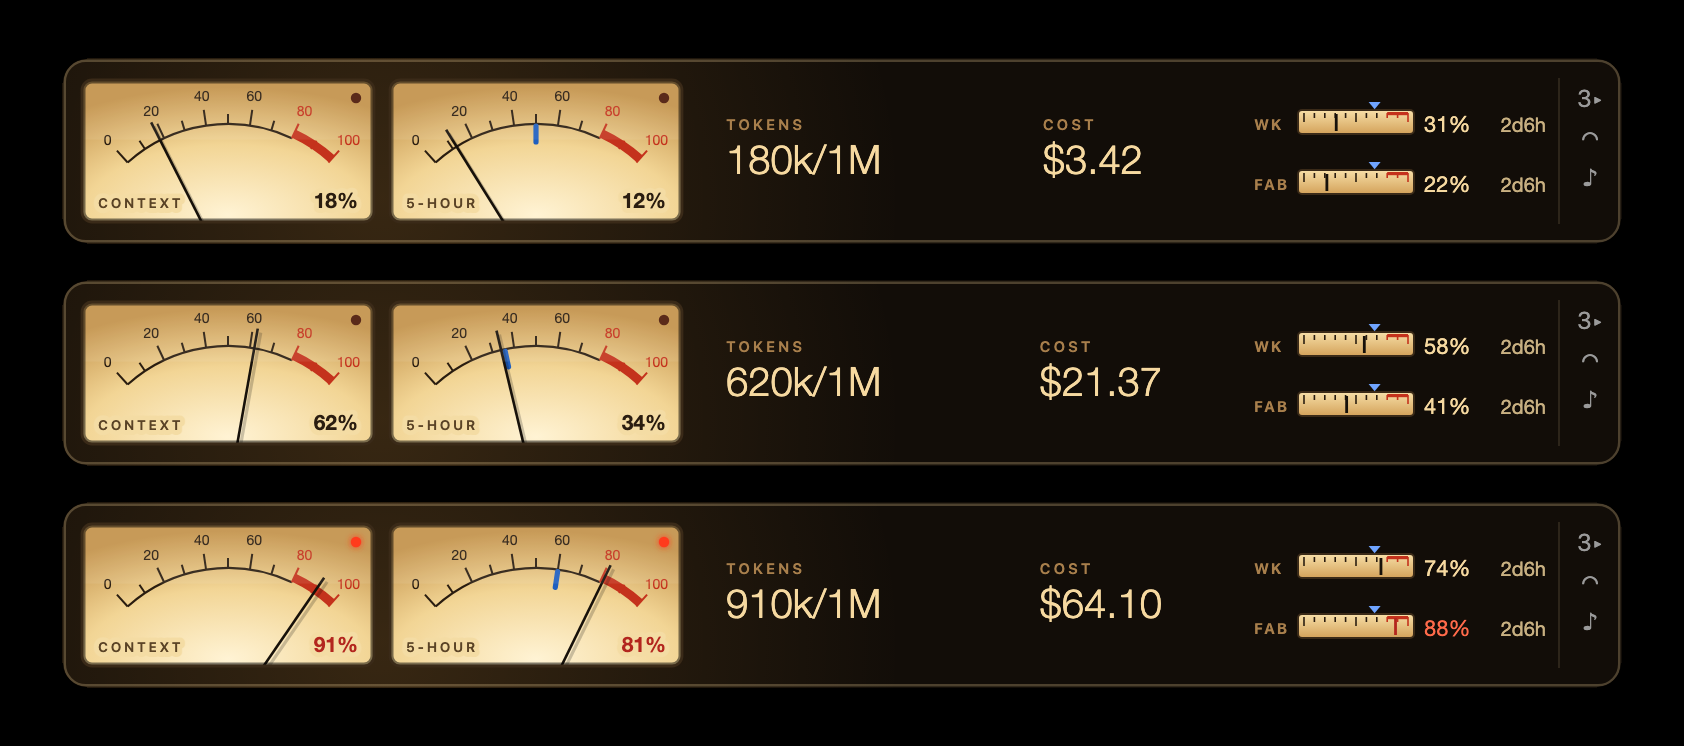 0 20 40 60 80 100
CONTEXT 18%
0 20 40 60 80 100
5-HOUR 12%
TOKENS
180k/1M
COST
$3.42
WK 31% 2d6h
FAB 22% 2d6h
3▸
♪
0 20 40 60 80 100
CONTEXT 62%
0 20 40 60 80 100
5-HOUR 34%
TOKENS
620k/1M
COST
$21.37
WK 58% 2d6h
FAB 41% 2d6h
3▸
♪
0 20 40 60 80 100
CONTEXT 91%
0 20 40 60 80 100
5-HOUR 81%
TOKENS
910k/1M
COST
$64.10
WK 74% 2d6h
FAB 88% 2d6h
3▸
♪